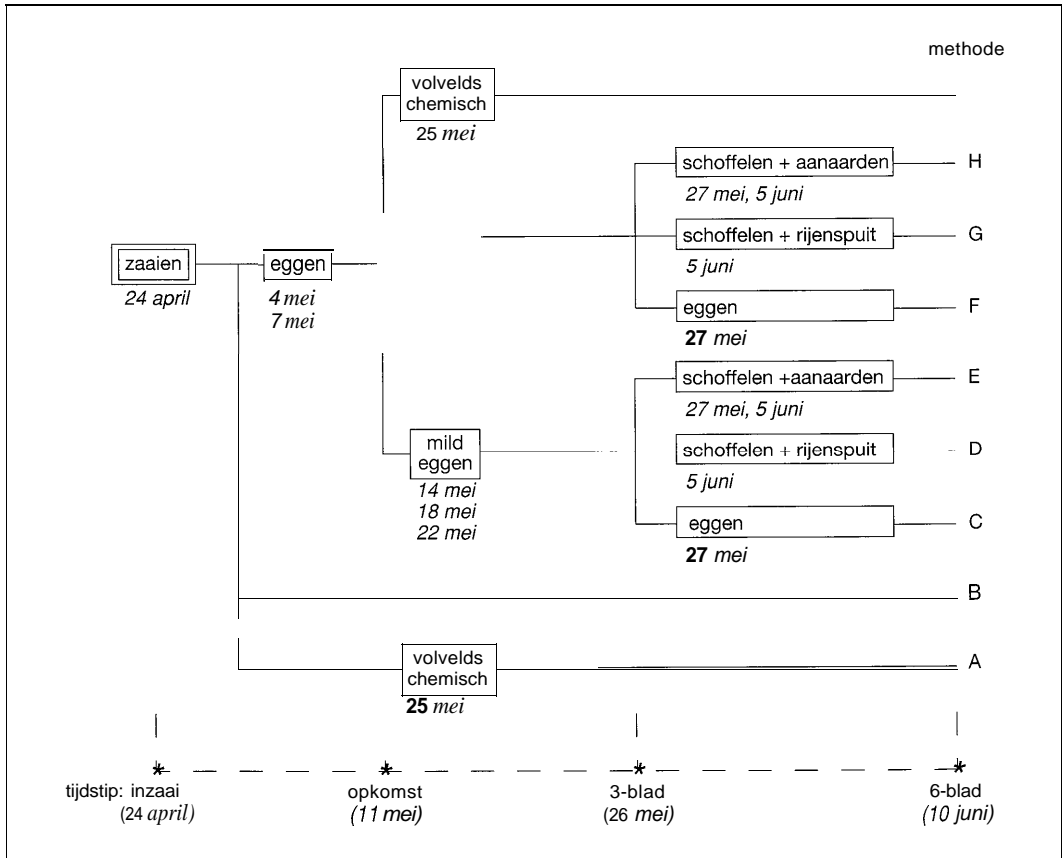 methode
volvelds
chemisch
25 mei
schoffelen + aanaarden H
27 mei, 5 juni
schoffelen + rijenspuit G
5 juni
zaaien
24 april
eggen
4 mei
7 mei
eggen F
27 mei
schoffelen +aanaarden E
27 mei, 5 juni
mild
eggen
14 mei
18 mei
22 mei
schoffelen + rijenspuit D
5 juni
eggen C
27 mei
B
volvelds
chemisch
25 mei
A
* * * *
tijdstip: inzaai opkomst 3-blad 6-blad
(24 april) (11 mei) (26 mei) (10 juni)